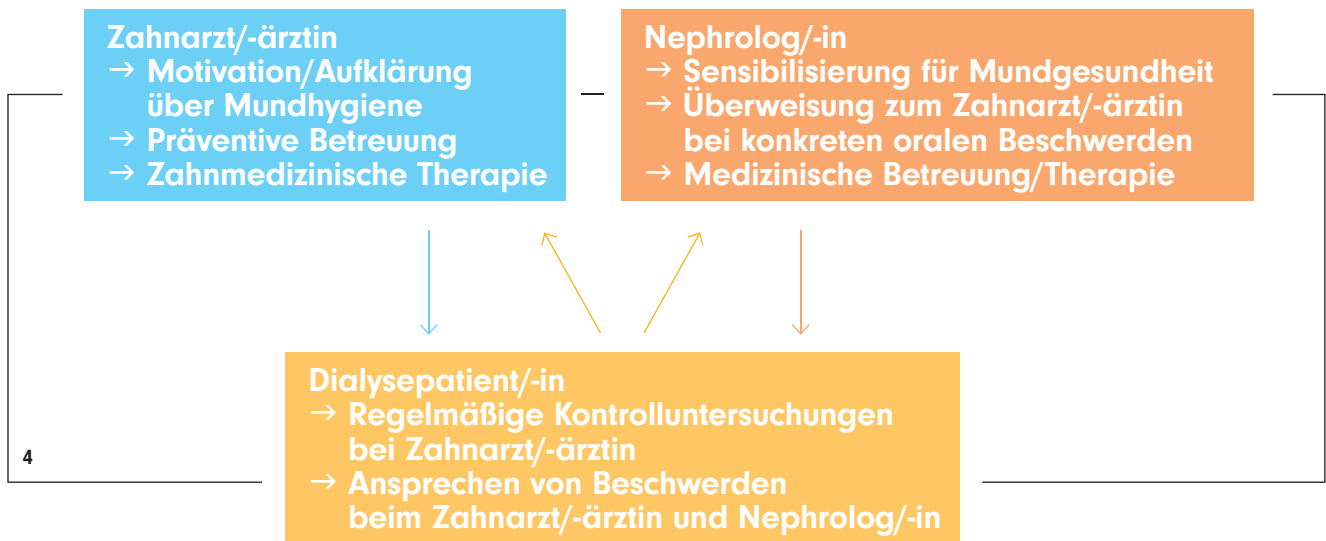 Zahnarzt/-ärztin
→ Motivation/Aufklärung
über Mundhygiene
→ Präventive Betreuung
→ Zahnmedizinische Therapie
Nephrolog/-in
→ Sensibilisierung für Mundgesundheit
→ Überweisung zum Zahnarzt/-ärztin
bei konkreten oralen Beschwerden
→ Medizinische Betreuung/Therapie
Dialysepatient/-in
→ Regelmäßige Kontrolluntersuchungen
bei Zahnarzt/-ärztin
→ Ansprechen von Beschwerden
beim Zahnarzt/-ärztin und Nephrolog/-in
4